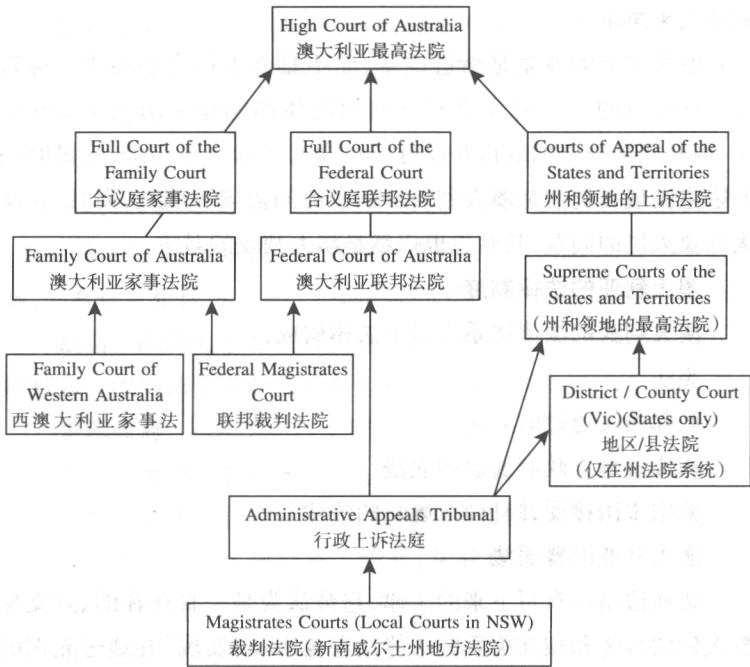 High Court of Australia
澳大利亚最高法院
Full Court of the
Family Court
合议庭家事法院
Full Court of the
Federal Court
合议庭联邦法院
Courts of Appeal of the
States and Territories
州和领地的上诉法院
Family Court of Australia
澳大利亚家事法院
Federal Court of Australia
澳大利亚联邦法院
Supreme Courts of the
States and Territories
(州和领地的最高法院)
Family Court of
Western Australia
西澳大利亚家事法
Federal Magistrates
Court
联邦裁判法院
District / County Court
(Vic)(States only)
地区/县法院
(仅在州法院系统)
Administrative Appeals Tribunal
行政上诉法庭
Magistrates Courts (Local Courts in NSW)
裁判法院(新南威尔士州地方法院)